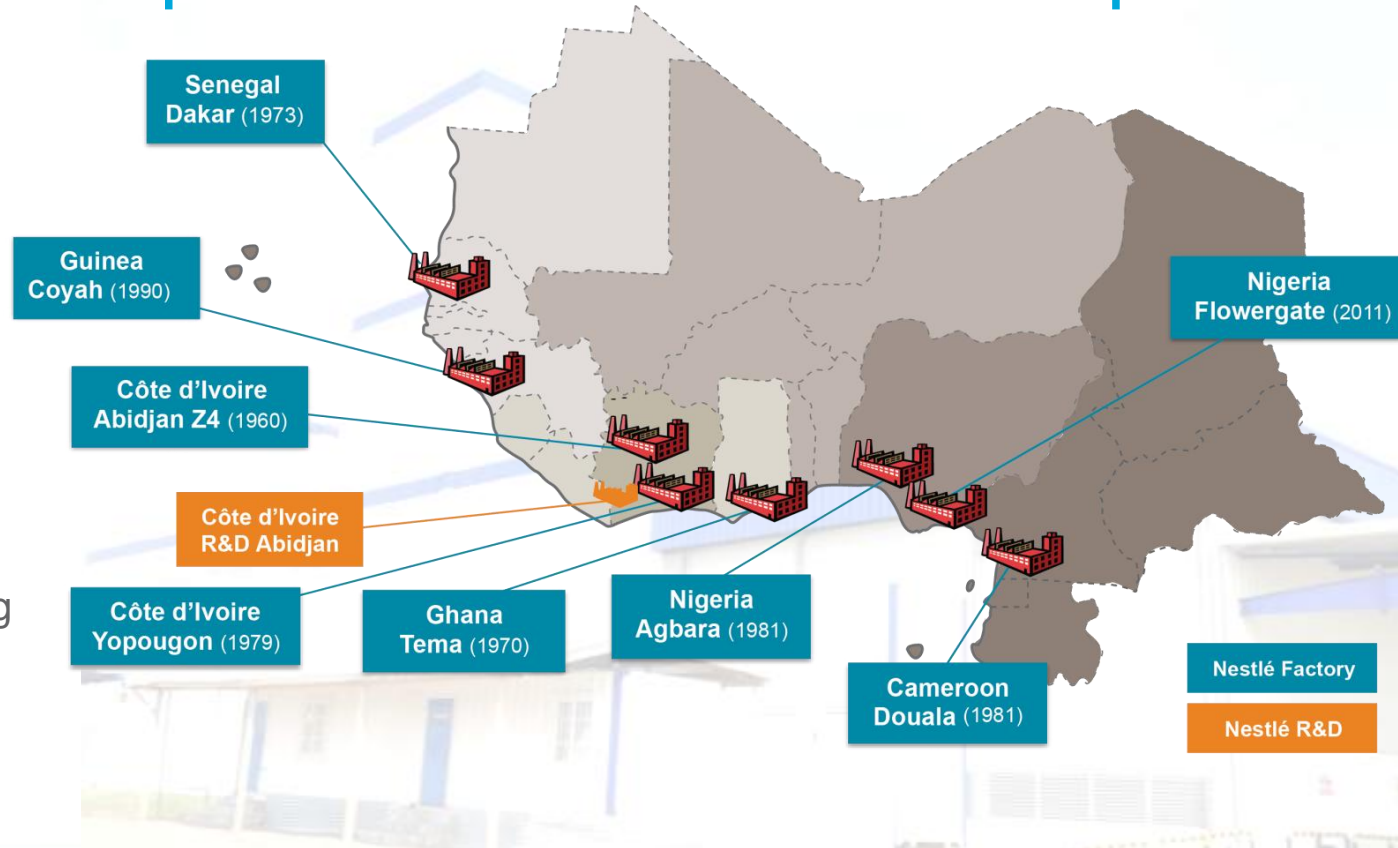 Senegal
Dakar (1973)
Guinea
Coyah (1990)
Nigeria
Flowergate (2011)
Côte d’Ivoire
Abidjan Z4 (1960)
Côte d’Ivoire
R&D Abidjan
g
Côte d’Ivoire
Yopougon (1979)
Ghana
Tema (1970)
Nigeria
Agbara (1981)
Cameroon
Douala (1981)
Nestlé Factory
Nestlé R&D